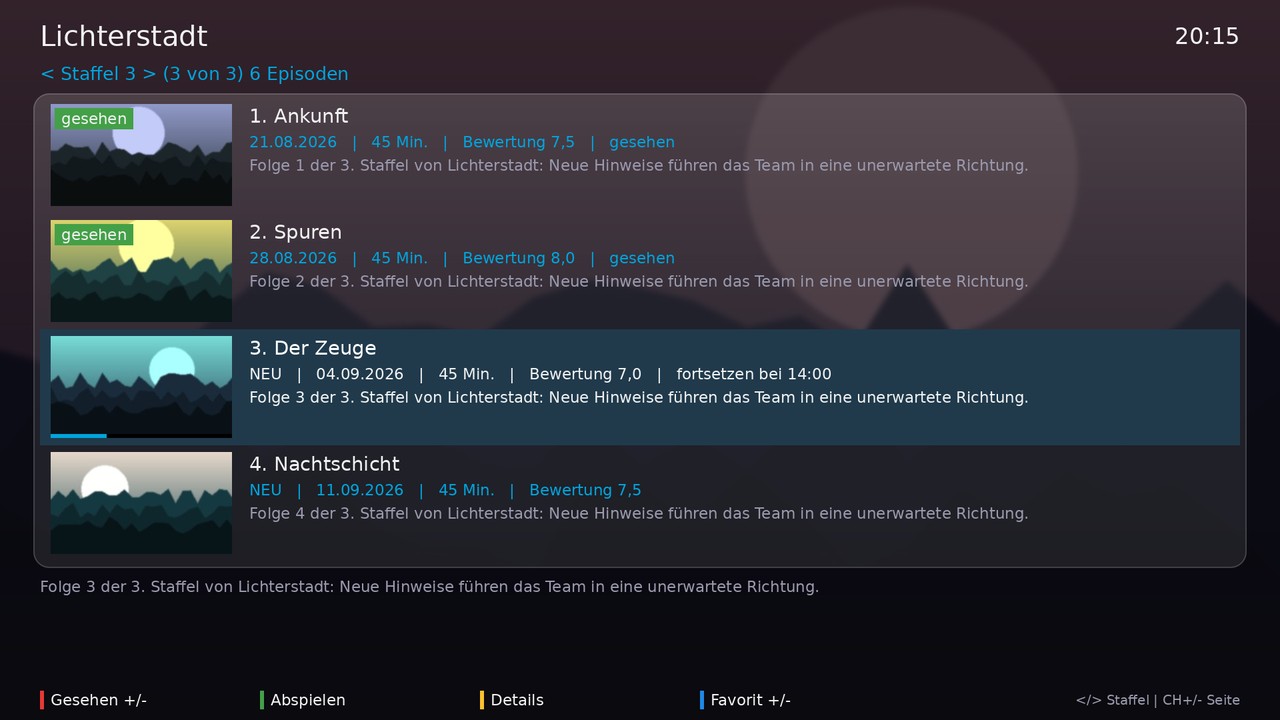 Lichterstadt
20:15
< Staffel 3 > (3 von 3) 6 Episoden
gesehen
1. Ankunft
21.08.2026 | 45 Min. | Bewertung 7,5 | gesehen
Folge 1 der 3. Staffel von Lichterstadt: Neue Hinweise führen das Team in eine unerwartete Richtung.
gesehen
2. Spuren
28.08.2026 | 45 Min. | Bewertung 8,0 | gesehen
Folge 2 der 3. Staffel von Lichterstadt: Neue Hinweise führen das Team in eine unerwartete Richtung.
3. Der Zeuge
NEU | 04.09.2026 | 45 Min. | Bewertung 7,0 | fortsetzen bei 14:00
Folge 3 der 3. Staffel von Lichterstadt: Neue Hinweise führen das Team in eine unerwartete Richtung.
4. Nachtschicht
NEU | 11.09.2026 | 45 Min. | Bewertung 7,5
Folge 4 der 3. Staffel von Lichterstadt: Neue Hinweise führen das Team in eine unerwartete Richtung.
Folge 3 der 3. Staffel von Lichterstadt: Neue Hinweise führen das Team in eine unerwartete Richtung.
Gesehen +/-
Abspielen
Details
Favorit +/-
</> Staffel | CH+/- Seite